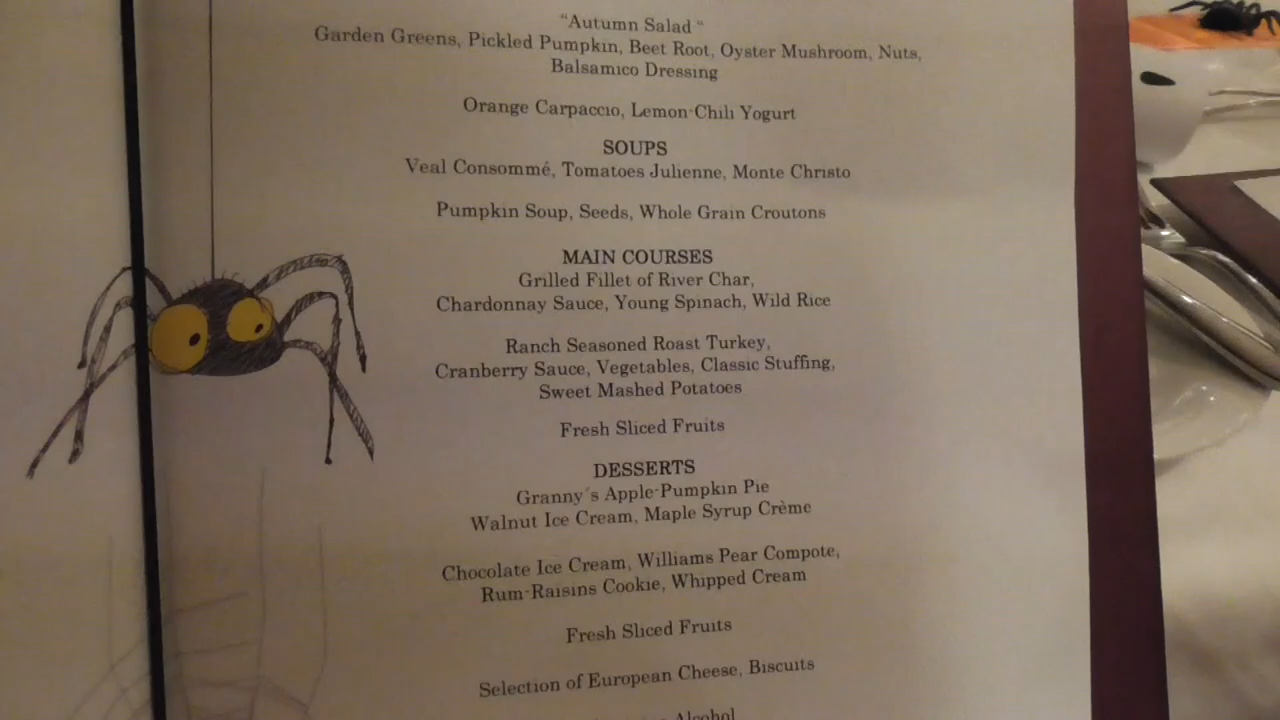 "Autumn Salad "
Garden Greens, Pickled Pumpkin, Beet Root, Oyster Mushroom, Nuts,
Balsamico Dressing
Orange Carpaccio, Lemon-Chili Yogurt
SOUPS
Veal Consommé, Tomatoes Julienne, Monte Christo
Pumpkin Soup, Seeds, Whole Grain Croutons
MAIN COURSES
Grilled Fillet of River Char,
Chardonnay Sauce, Young Spinach, Wild Rice
Ranch Seasoned Roast Turkey,
Cranberry Sauce, Vegetables, Classic Stuffing,
Sweet Mashed Potatoes
Fresh Sliced Fruits
DESSERTS
Granny´s Apple-Pumpkin Pie
Walnut Ice Cream, Maple Syrup Crème
Chocolate Ice Cream, Williams Pear Compote,
Rum-Raisins Cookie, Whipped Cream
Fresh Sliced Fruits
Selection of European Cheese, Biscuits
Alcohol